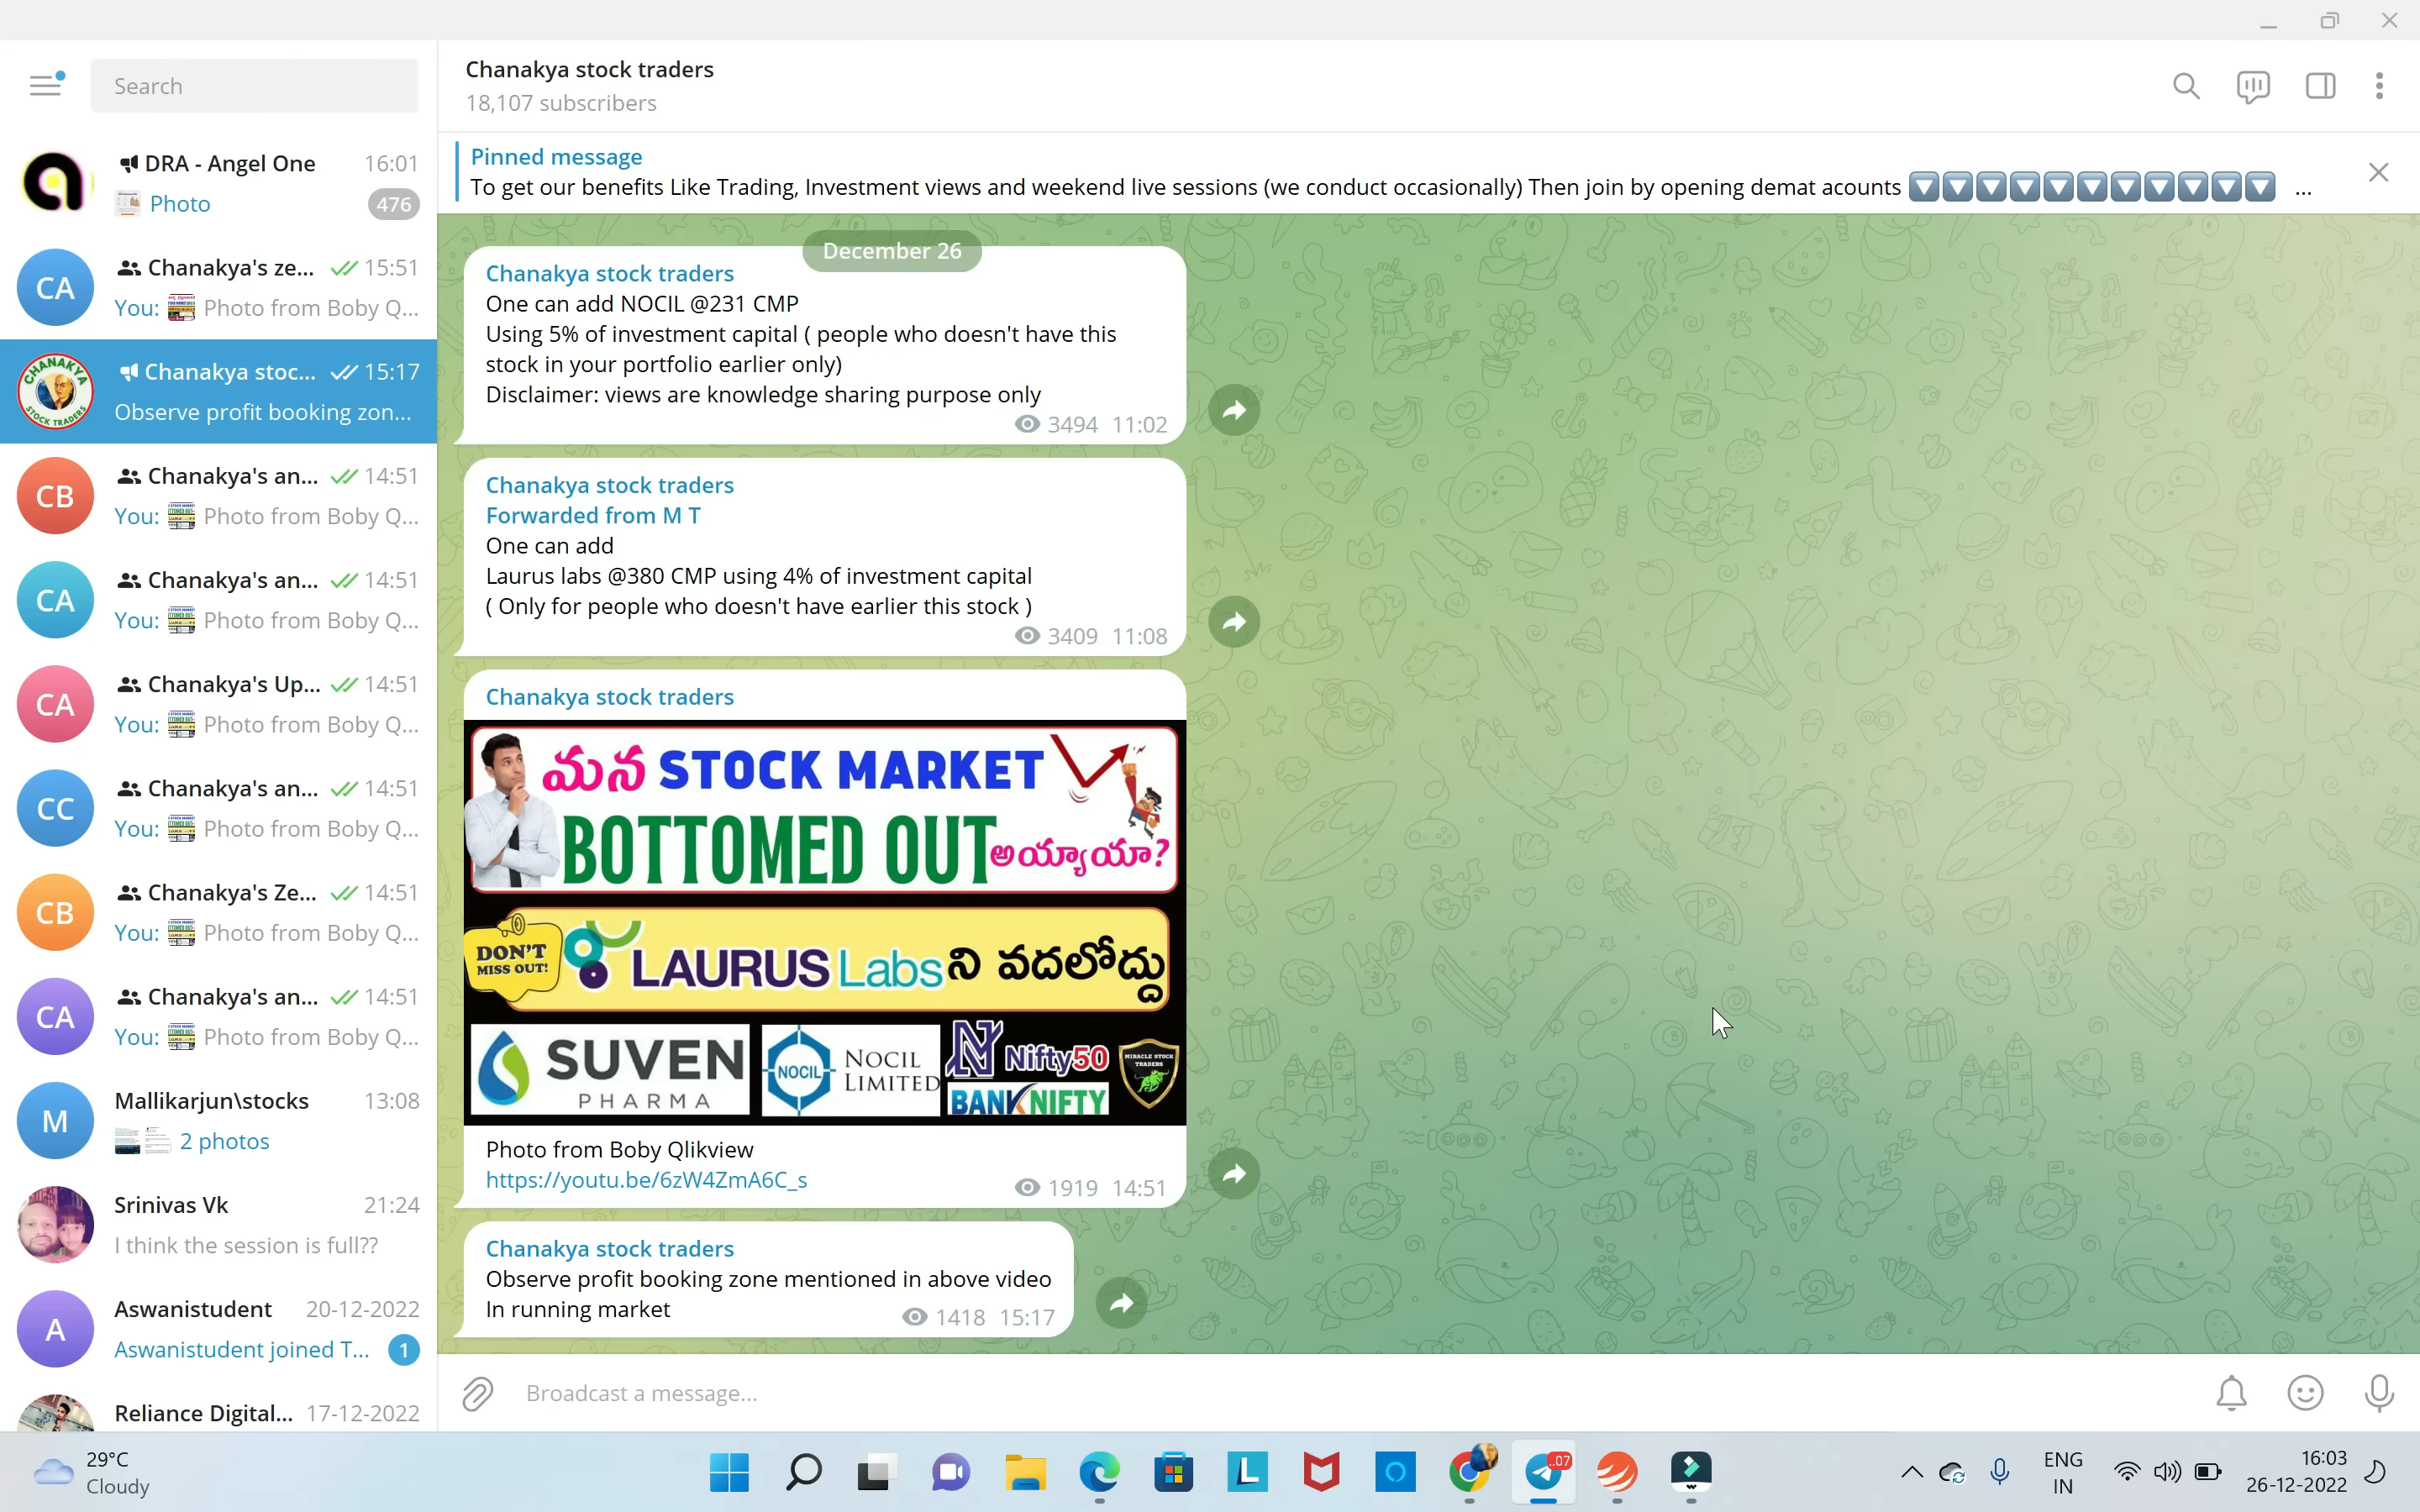 Search
DRA - Angel One 16:01
Photo 476
CA
Chanakya's ze... 15:51
You: Photo from Boby Q...
CHANAKYA
STOCK TRADERS
Chanakya stoc... 15:17
Observe profit booking zon...
CB
Chanakya's an... 14:51
You: Photo from Boby Q...
CA
Chanakya's an... 14:51
You: Photo from Boby Q...
CA
Chanakya's Up... 14:51
You: Photo from Boby Q...
CC
Chanakya's an... 14:51
You: Photo from Boby Q...
CB
Chanakya's Ze... 14:51
You: Photo from Boby Q...
CA
Chanakya's an... 14:51
You: Photo from Boby Q...
M
Mallikarjun\stocks 13:08
2 photos
Srinivas Vk 21:24
I think the session is full??
A
Aswanistudent 20-12-2022
Aswanistudent joined T... 1
Reliance Digital... 17-12-2022
Chanakya stock traders
18,107 subscribers
Pinned message
To get our benefits Like Trading, Investment views and weekend live sessions (we conduct occasionally) Then join by opening demat acounts 🔽🔽🔽🔽🔽🔽🔽🔽🔽🔽🔽 ...
December 26
Chanakya stock traders
One can add NOCIL @231 CMP
Using 5% of investment capital ( people who doesn't have this
stock in your portfolio earlier only)
Disclaimer: views are knowledge sharing purpose only
3494 11:02
Chanakya stock traders
Forwarded from M T
One can add
Laurus labs @380 CMP using 4% of investment capital
( Only for people who doesn't have earlier this stock )
3409 11:08
Chanakya stock traders
మన STOCK MARKET
BOTTOMED OUT అయ్యాయా?
DON'T
MISS OUT!
LAURUS Labs ని వదలొద్దు
SUVEN
PHARMA
NOCIL
NOCIL
LIMITED
Nifty50
BANKNIFTY
MIRACLE STOCK
TRADERS
Photo from Boby Qlikview
https://youtu.be/6zW4ZmA6C_s
1919 14:51
Chanakya stock traders
Observe profit booking zone mentioned in above video
In running market
1418 15:17
Broadcast a message...
29°C
Cloudy
..07
ENG
IN
16:03
26-12-2022